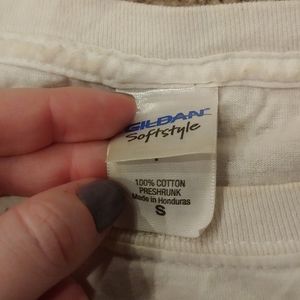 GILDAN
Softstyle
100% COTTON
PRESHRUNK
Made in Honduras
S